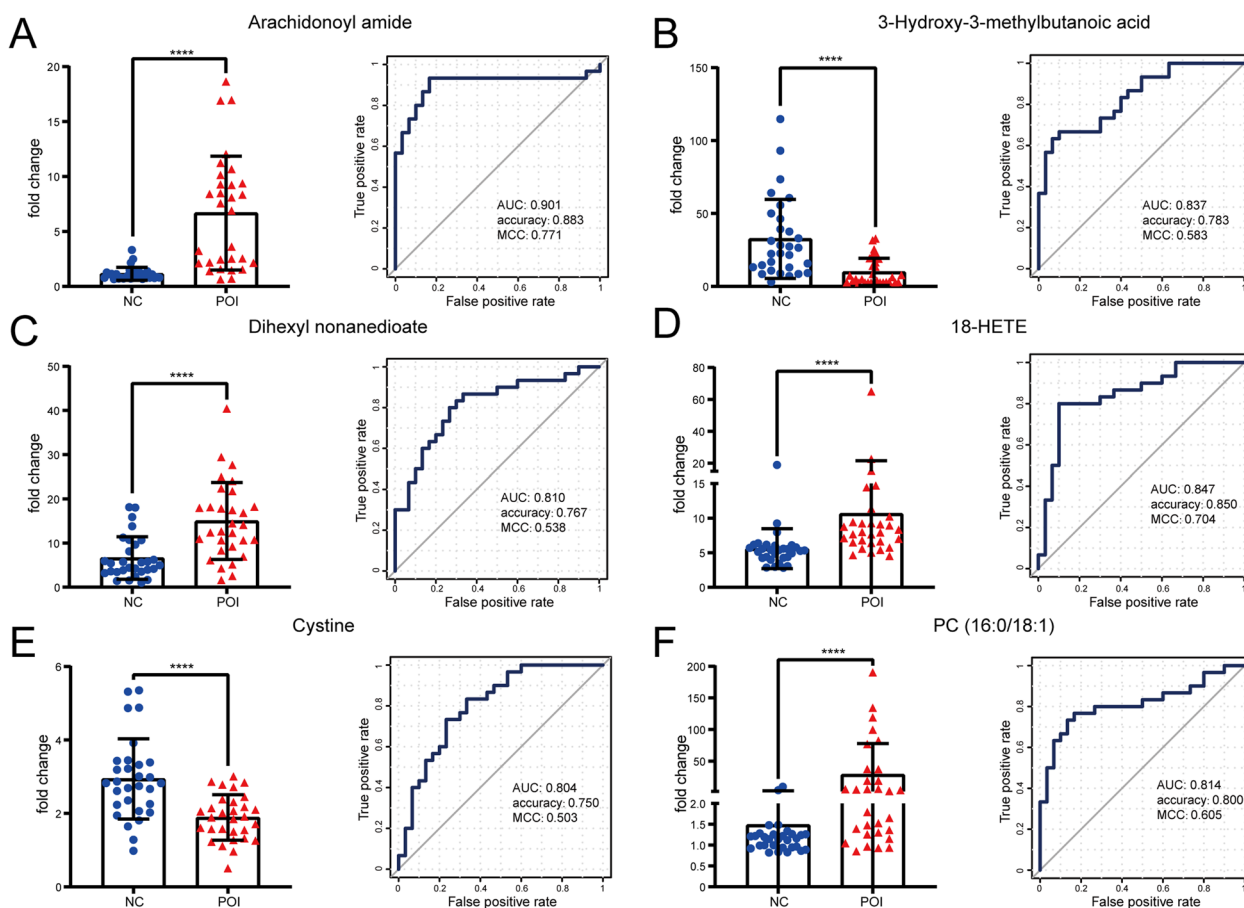 A
Arachidonoyl amide
****
fold change
20
15
10
5
0
NC
POI
True positive rate
1
0.8
0.6
0.4
0.2
0
AUC: 0.901
accuracy: 0.883
MCC: 0.771
0
0.2
0.4
0.6
0.8
1
False positive rate
B
3-Hydroxy-3-methylbutanoic acid
****
fold change
150
100
50
0
NC
POI
True positive rate
1
0.8
0.6
0.4
0.2
0
AUC: 0.837
accuracy: 0.783
MCC: 0.583
0
0.2
0.4
0.6
0.8
1
False positive rate
C
Dihexyl nonanedioate
****
fold change
50
40
30
20
10
0
NC
POI
True positive rate
1
0.8
0.6
0.4
0.2
0
AUC: 0.810
accuracy: 0.767
MCC: 0.538
0
0.2
0.4
0.6
0.8
1
False positive rate
D
18-HETE
****
fold change
80
60
40
20
15
10
5
0
NC
POI
True positive rate
1
0.8
0.6
0.4
0.2
0
AUC: 0.847
accuracy: 0.850
MCC: 0.704
0
0.2
0.4
0.6
0.8
1
False positive rate
E
Cystine
****
fold change
6
4
2
0
NC
POI
True positive rate
1
0.8
0.6
0.4
0.2
0
AUC: 0.804
accuracy: 0.750
MCC: 0.503
0
0.2
0.4
0.6
0.8
1
False positive rate
F
PC (16:0/18:1)
****
fold change
200
150
100
50
2.0
1.5
1.0
0.5
0.0
NC
POI
True positive rate
1
0.8
0.6
0.4
0.2
0
AUC: 0.814
accuracy: 0.800
MCC: 0.605
0
0.2
0.4
0.6
0.8
1
False positive rate